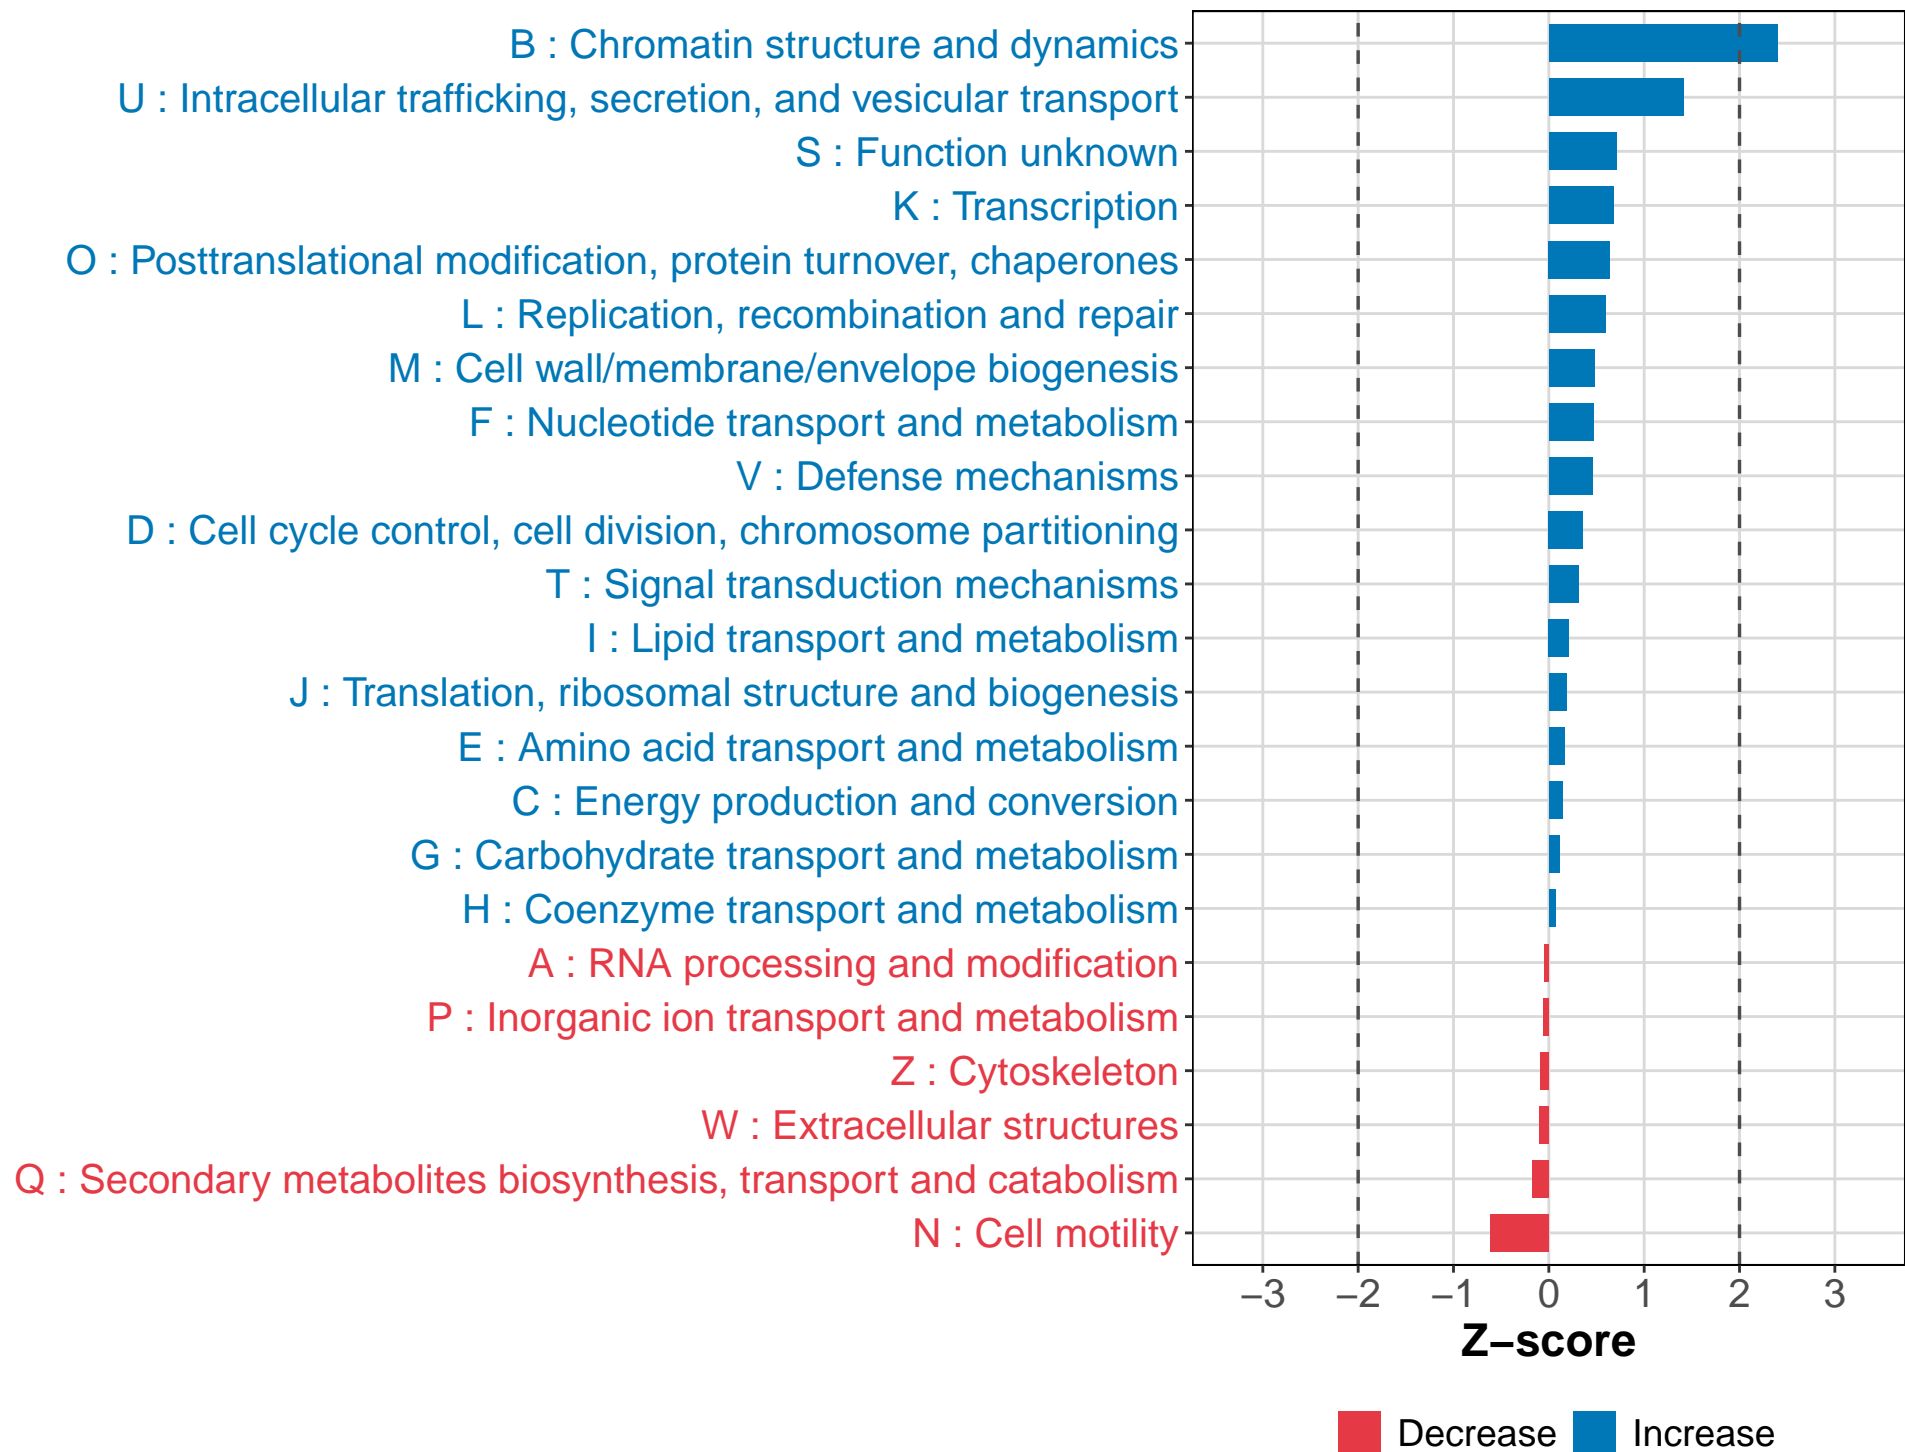 B : Chromatin structure and dynamics
U : Intracellular trafficking, secretion, and vesicular transport
S : Function unknown
K : Transcription
O : Posttranslational modification, protein turnover, chaperones
L : Replication, recombination and repair
M : Cell wall/membrane/envelope biogenesis
F : Nucleotide transport and metabolism
V : Defense mechanisms
D : Cell cycle control, cell division, chromosome partitioning
T : Signal transduction mechanisms
I : Lipid transport and metabolism
J : Translation, ribosomal structure and biogenesis
E : Amino acid transport and metabolism
C : Energy production and conversion
G : Carbohydrate transport and metabolism
H : Coenzyme transport and metabolism
A : RNA processing and modification
P : Inorganic ion transport and metabolism
Z : Cytoskeleton
W : Extracellular structures
Q : Secondary metabolites biosynthesis, transport and catabolism
N : Cell motility
−3 −2 −1 0 1 2 3
Z−score
Decrease Increase